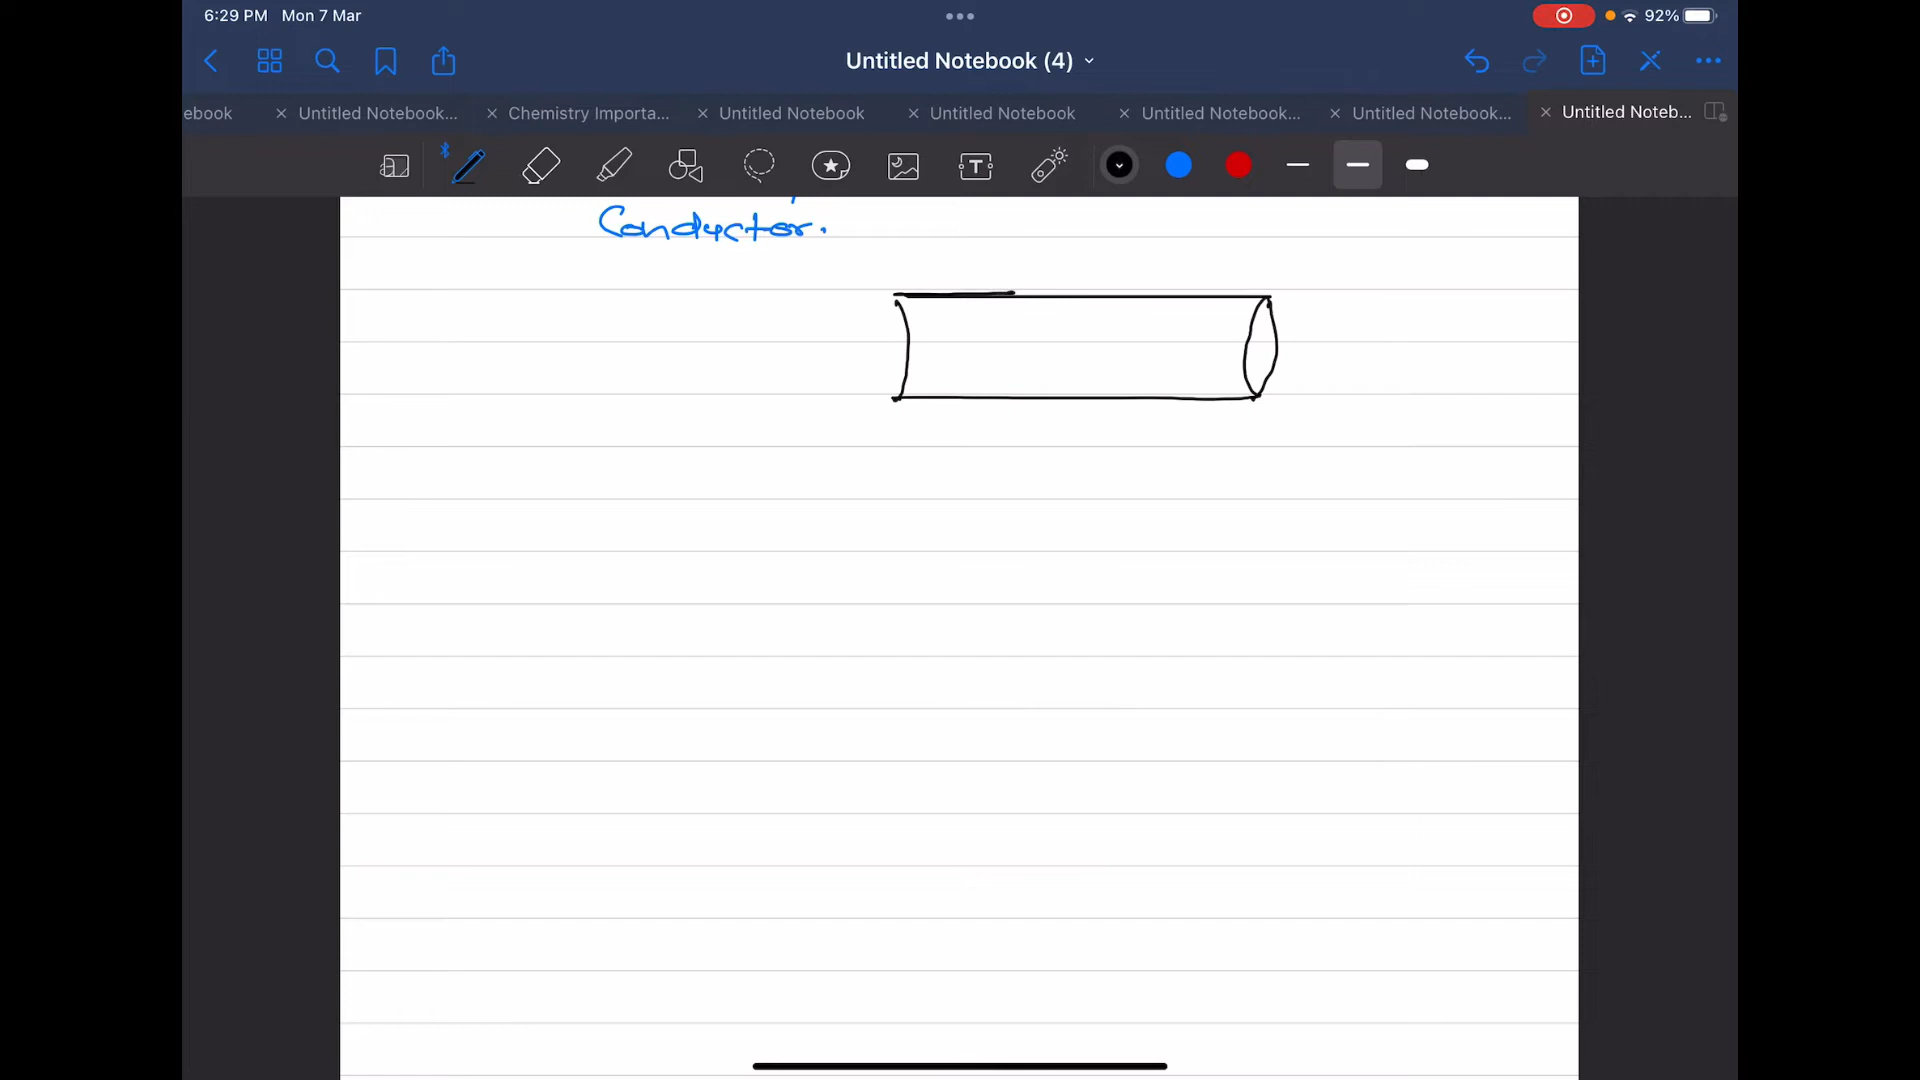 6:29 PM Mon 7 Mar
92%
Untitled Notebook (4)
ebook
Untitled Notebook...
Chemistry Importa...
Untitled Notebook
Untitled Notebook
Untitled Notebook...
Untitled Notebook...
Untitled Noteb...
Conductor.